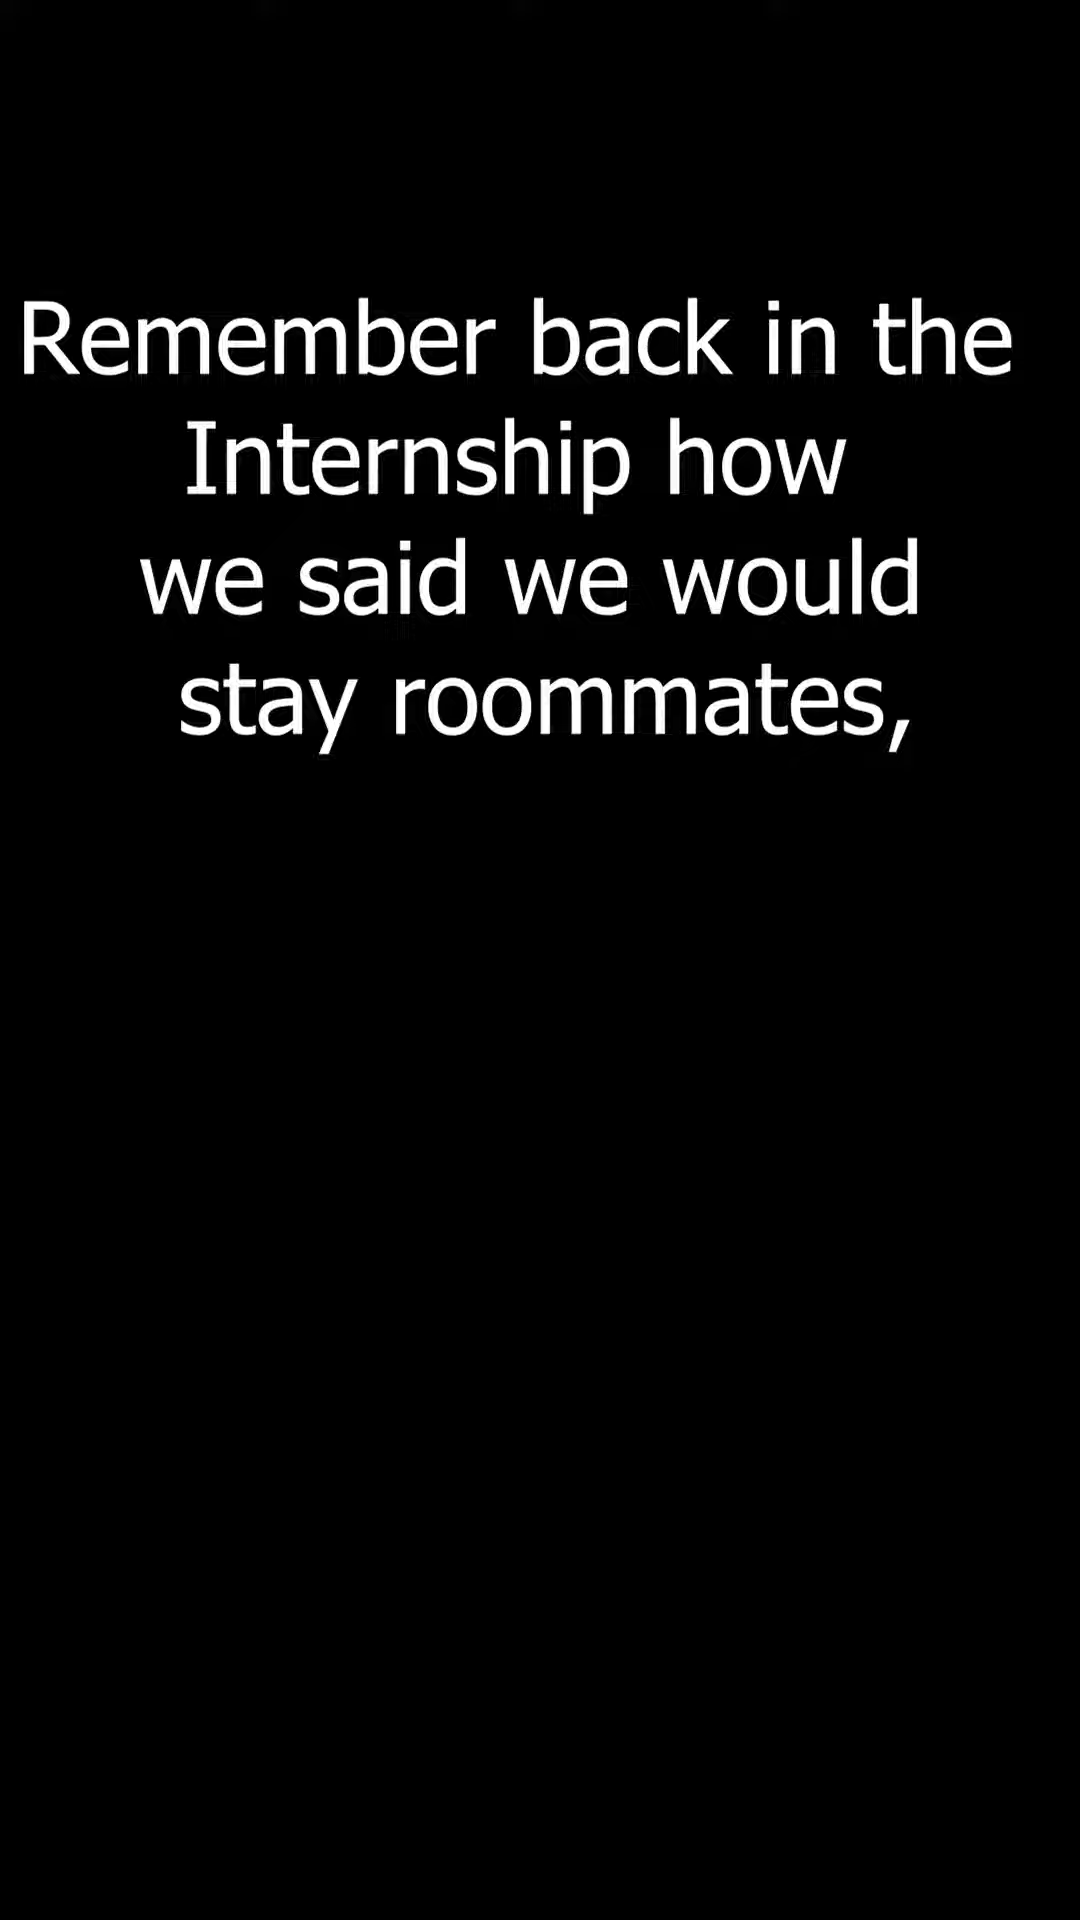 Remember back in the
Internship how
we said we would
stay roommates,